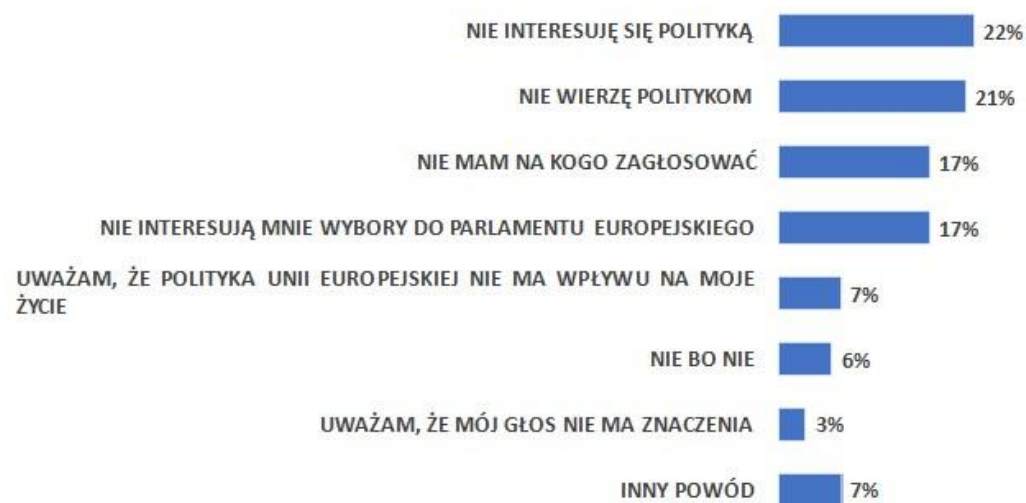 NIE INTERESUJĘ SIĘ POLITYKĄ 22%
NIE WIERZĘ POLITYKOM 21%
NIE MAM NA KOGO ZAGŁOSOWAĆ 17%
NIE INTERESUJĄ MNIE WYBORY DO PARLAMENTU EUROPEJSKIEGO 17%
UWAŻAM, ŻE POLITYKA UNII EUROPEJSKIEJ NIE MA WPŁYWU NA MOJE
ŻYCIE 7%
NIE BO NIE 6%
UWAŻAM, ŻE MÓJ GŁOS NIE MA ZNACZENIA 3%
INNY POWÓD 7%